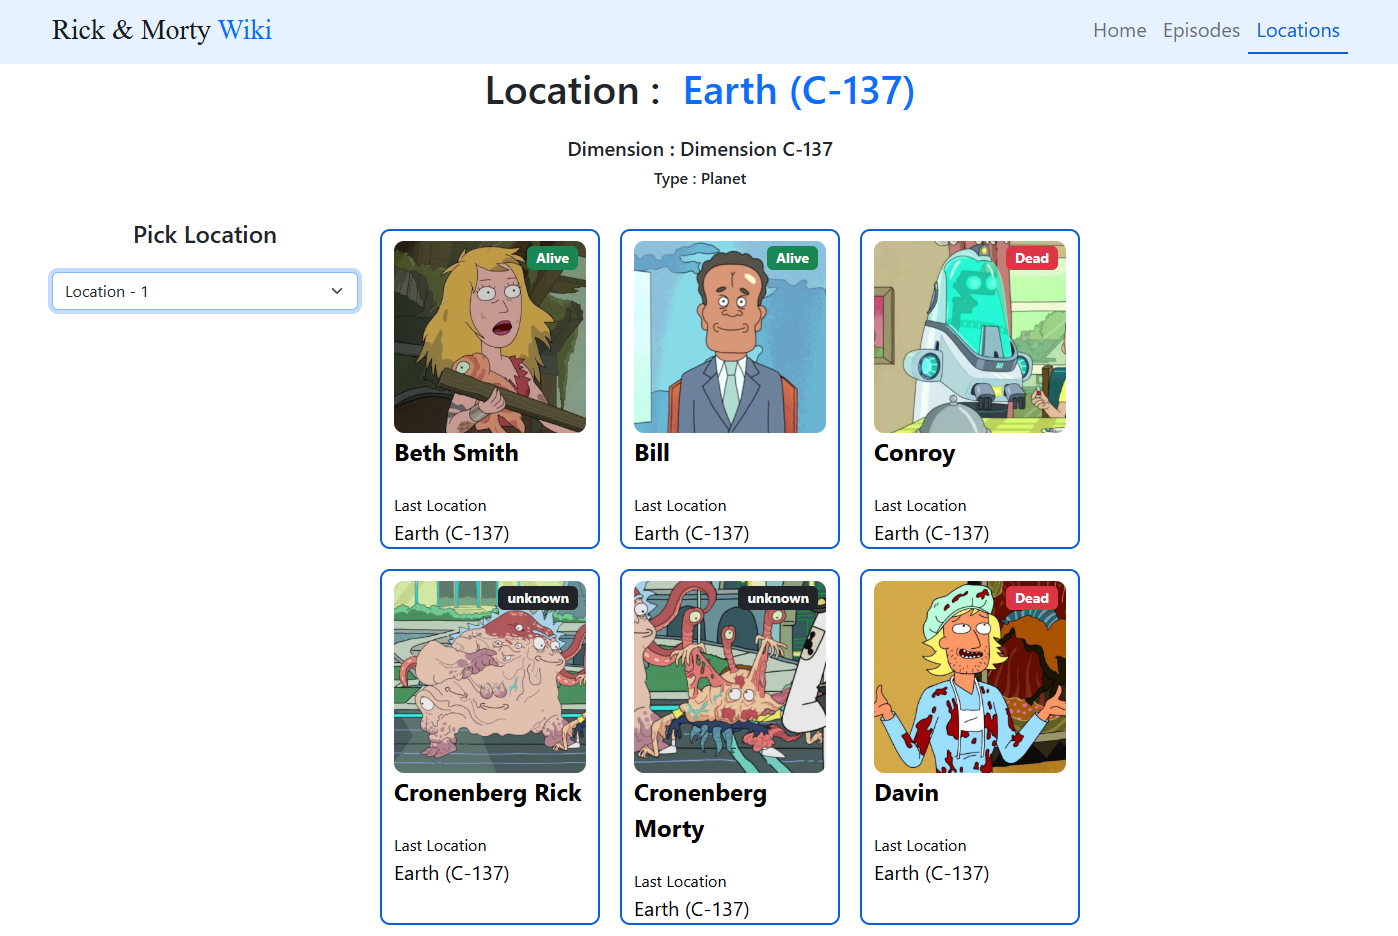 Rick & Morty Wiki
Home Episodes Locations
Location : Earth (C-137)
Dimension : Dimension C-137
Type : Planet
Pick Location
Location - 1
Alive
Beth Smith
Last Location
Earth (C-137)
Alive
Bill
Last Location
Earth (C-137)
Dead
Conroy
Last Location
Earth (C-137)
unknown
Cronenberg Rick
Last Location
Earth (C-137)
unknown
Cronenberg
Morty
Last Location
Earth (C-137)
Dead
Davin
Last Location
Earth (C-137)